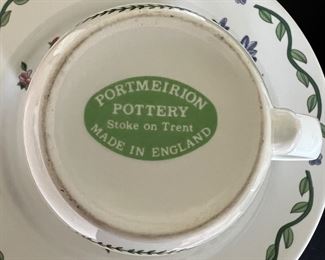 PORTMEIRION
POTTERY
Stoke on Trent
MADE IN ENGLAND